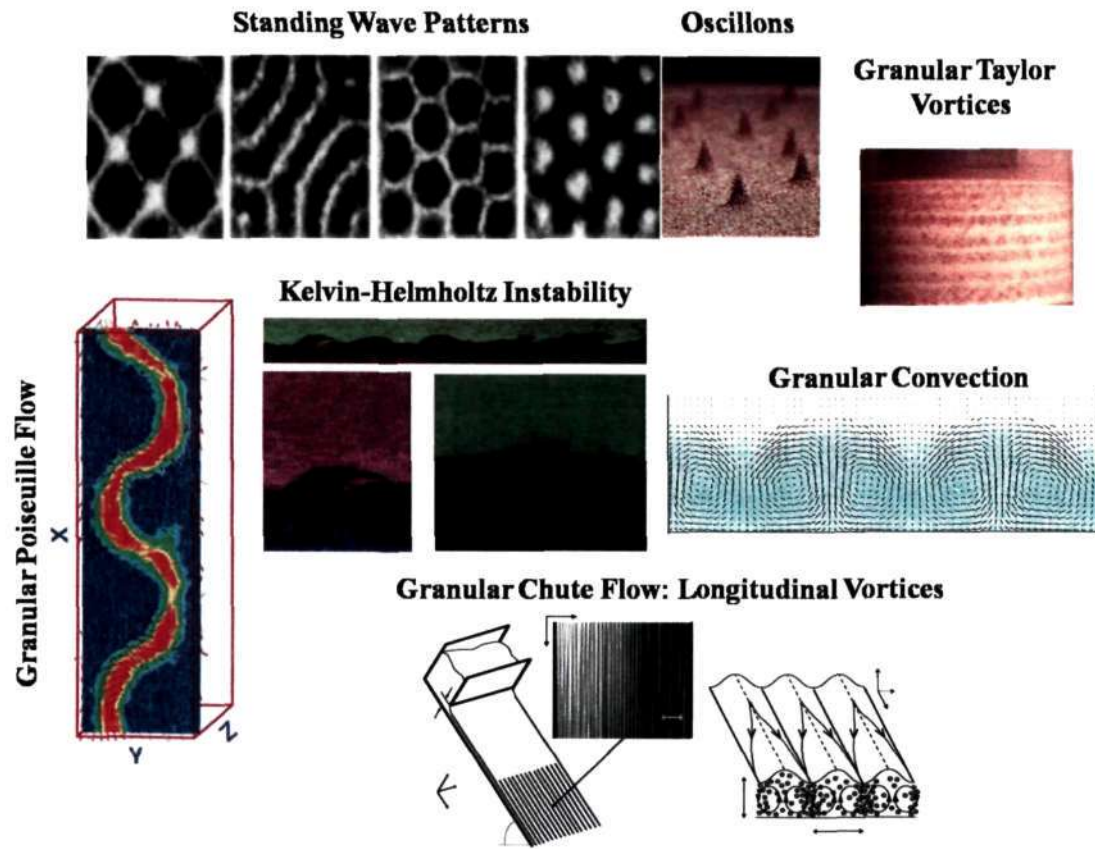 Standing Wave Patterns
Oscillons
Granular Taylor
Vortices
Kelvin-Helmholtz Instability
Granular Convection
Granular Poiseuille Flow
X
Y
Z
Granular Chute Flow: Longitudinal Vortices